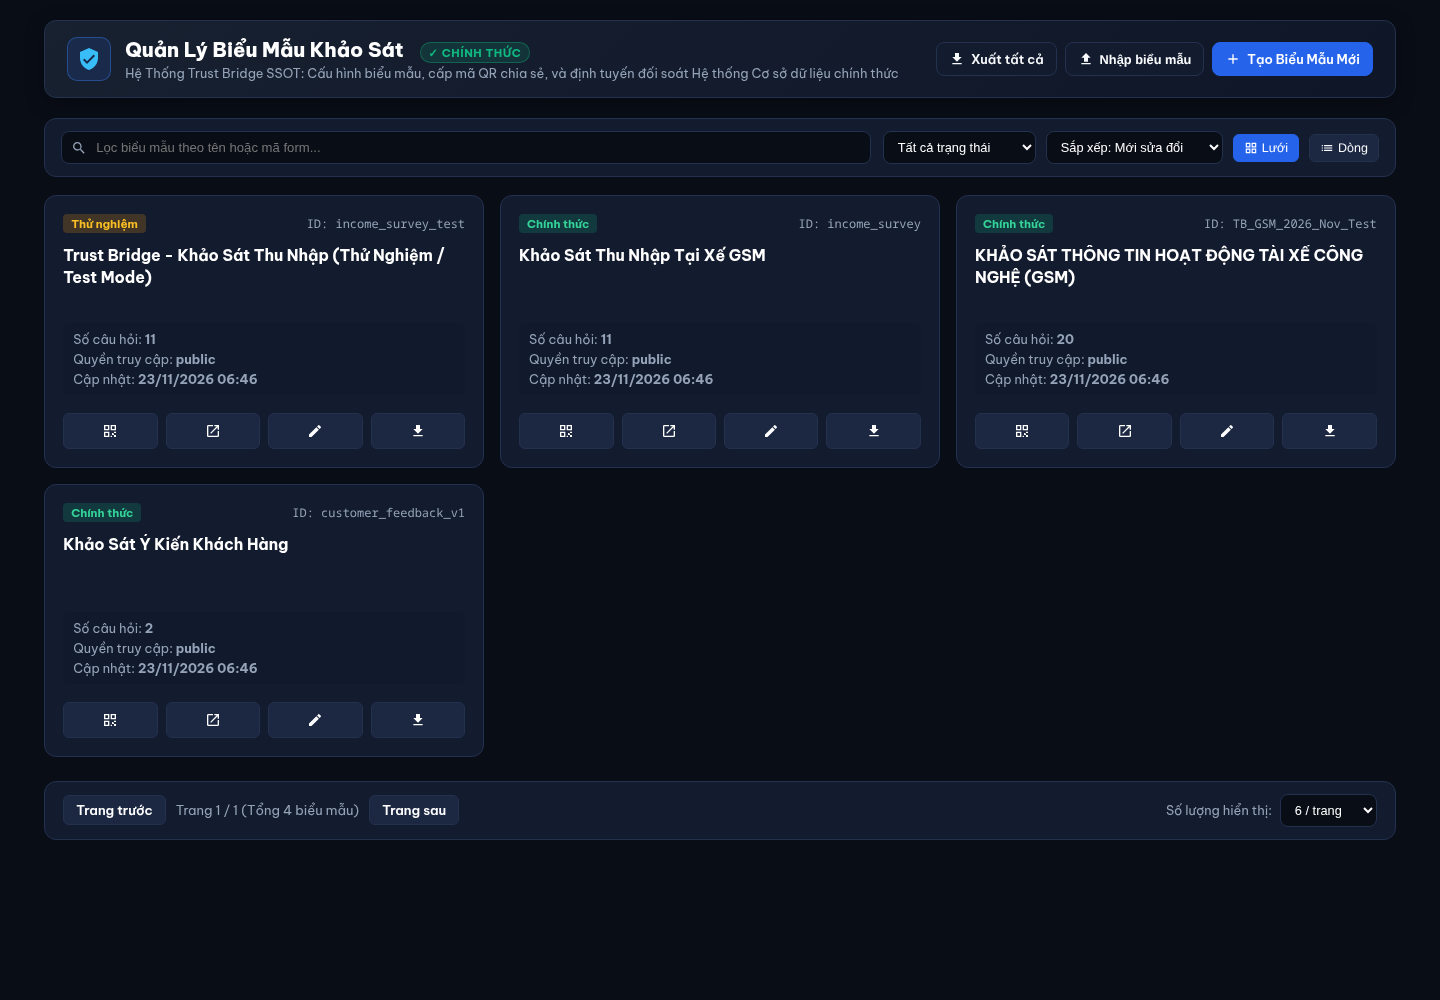 Quản Lý Biểu Mẫu Khảo Sát
✓ CHÍNH THỨC
Hệ Thống Trust Bridge SSOT: Cấu hình biểu mẫu, cấp mã QR chia sẻ, và định tuyến đối soát Hệ thống Cơ sở dữ liệu chính thức
Xuất tất cả
Nhập biểu mẫu
Tạo Biểu Mẫu Mới
Lọc biểu mẫu theo tên hoặc mã form...
Tất cả trạng thái
Sắp xếp: Mới sửa đổi
Lưới
Dòng
Thử nghiệm
ID: income_survey_test
Trust Bridge - Khảo Sát Thu Nhập (Thử Nghiệm /
Test Mode)
Số câu hỏi: 11
Quyền truy cập: public
Cập nhật: 23/11/2026 06:46
Chính thức
ID: income_survey
Khảo Sát Thu Nhập Tại Xế GSM
Số câu hỏi: 11
Quyền truy cập: public
Cập nhật: 23/11/2026 06:46
Chính thức
ID: TB_GSM_2026_Nov_Test
KHẢO SÁT THÔNG TIN HOẠT ĐỘNG TÀI XẾ CÔNG
NGHỆ (GSM)
Số câu hỏi: 20
Quyền truy cập: public
Cập nhật: 23/11/2026 06:46
Chính thức
ID: customer_feedback_v1
Khảo Sát Ý Kiến Khách Hàng
Số câu hỏi: 2
Quyền truy cập: public
Cập nhật: 23/11/2026 06:46
Trang trước
Trang 1 / 1 (Tổng 4 biểu mẫu)
Trang sau
Số lượng hiển thị:
6 / trang